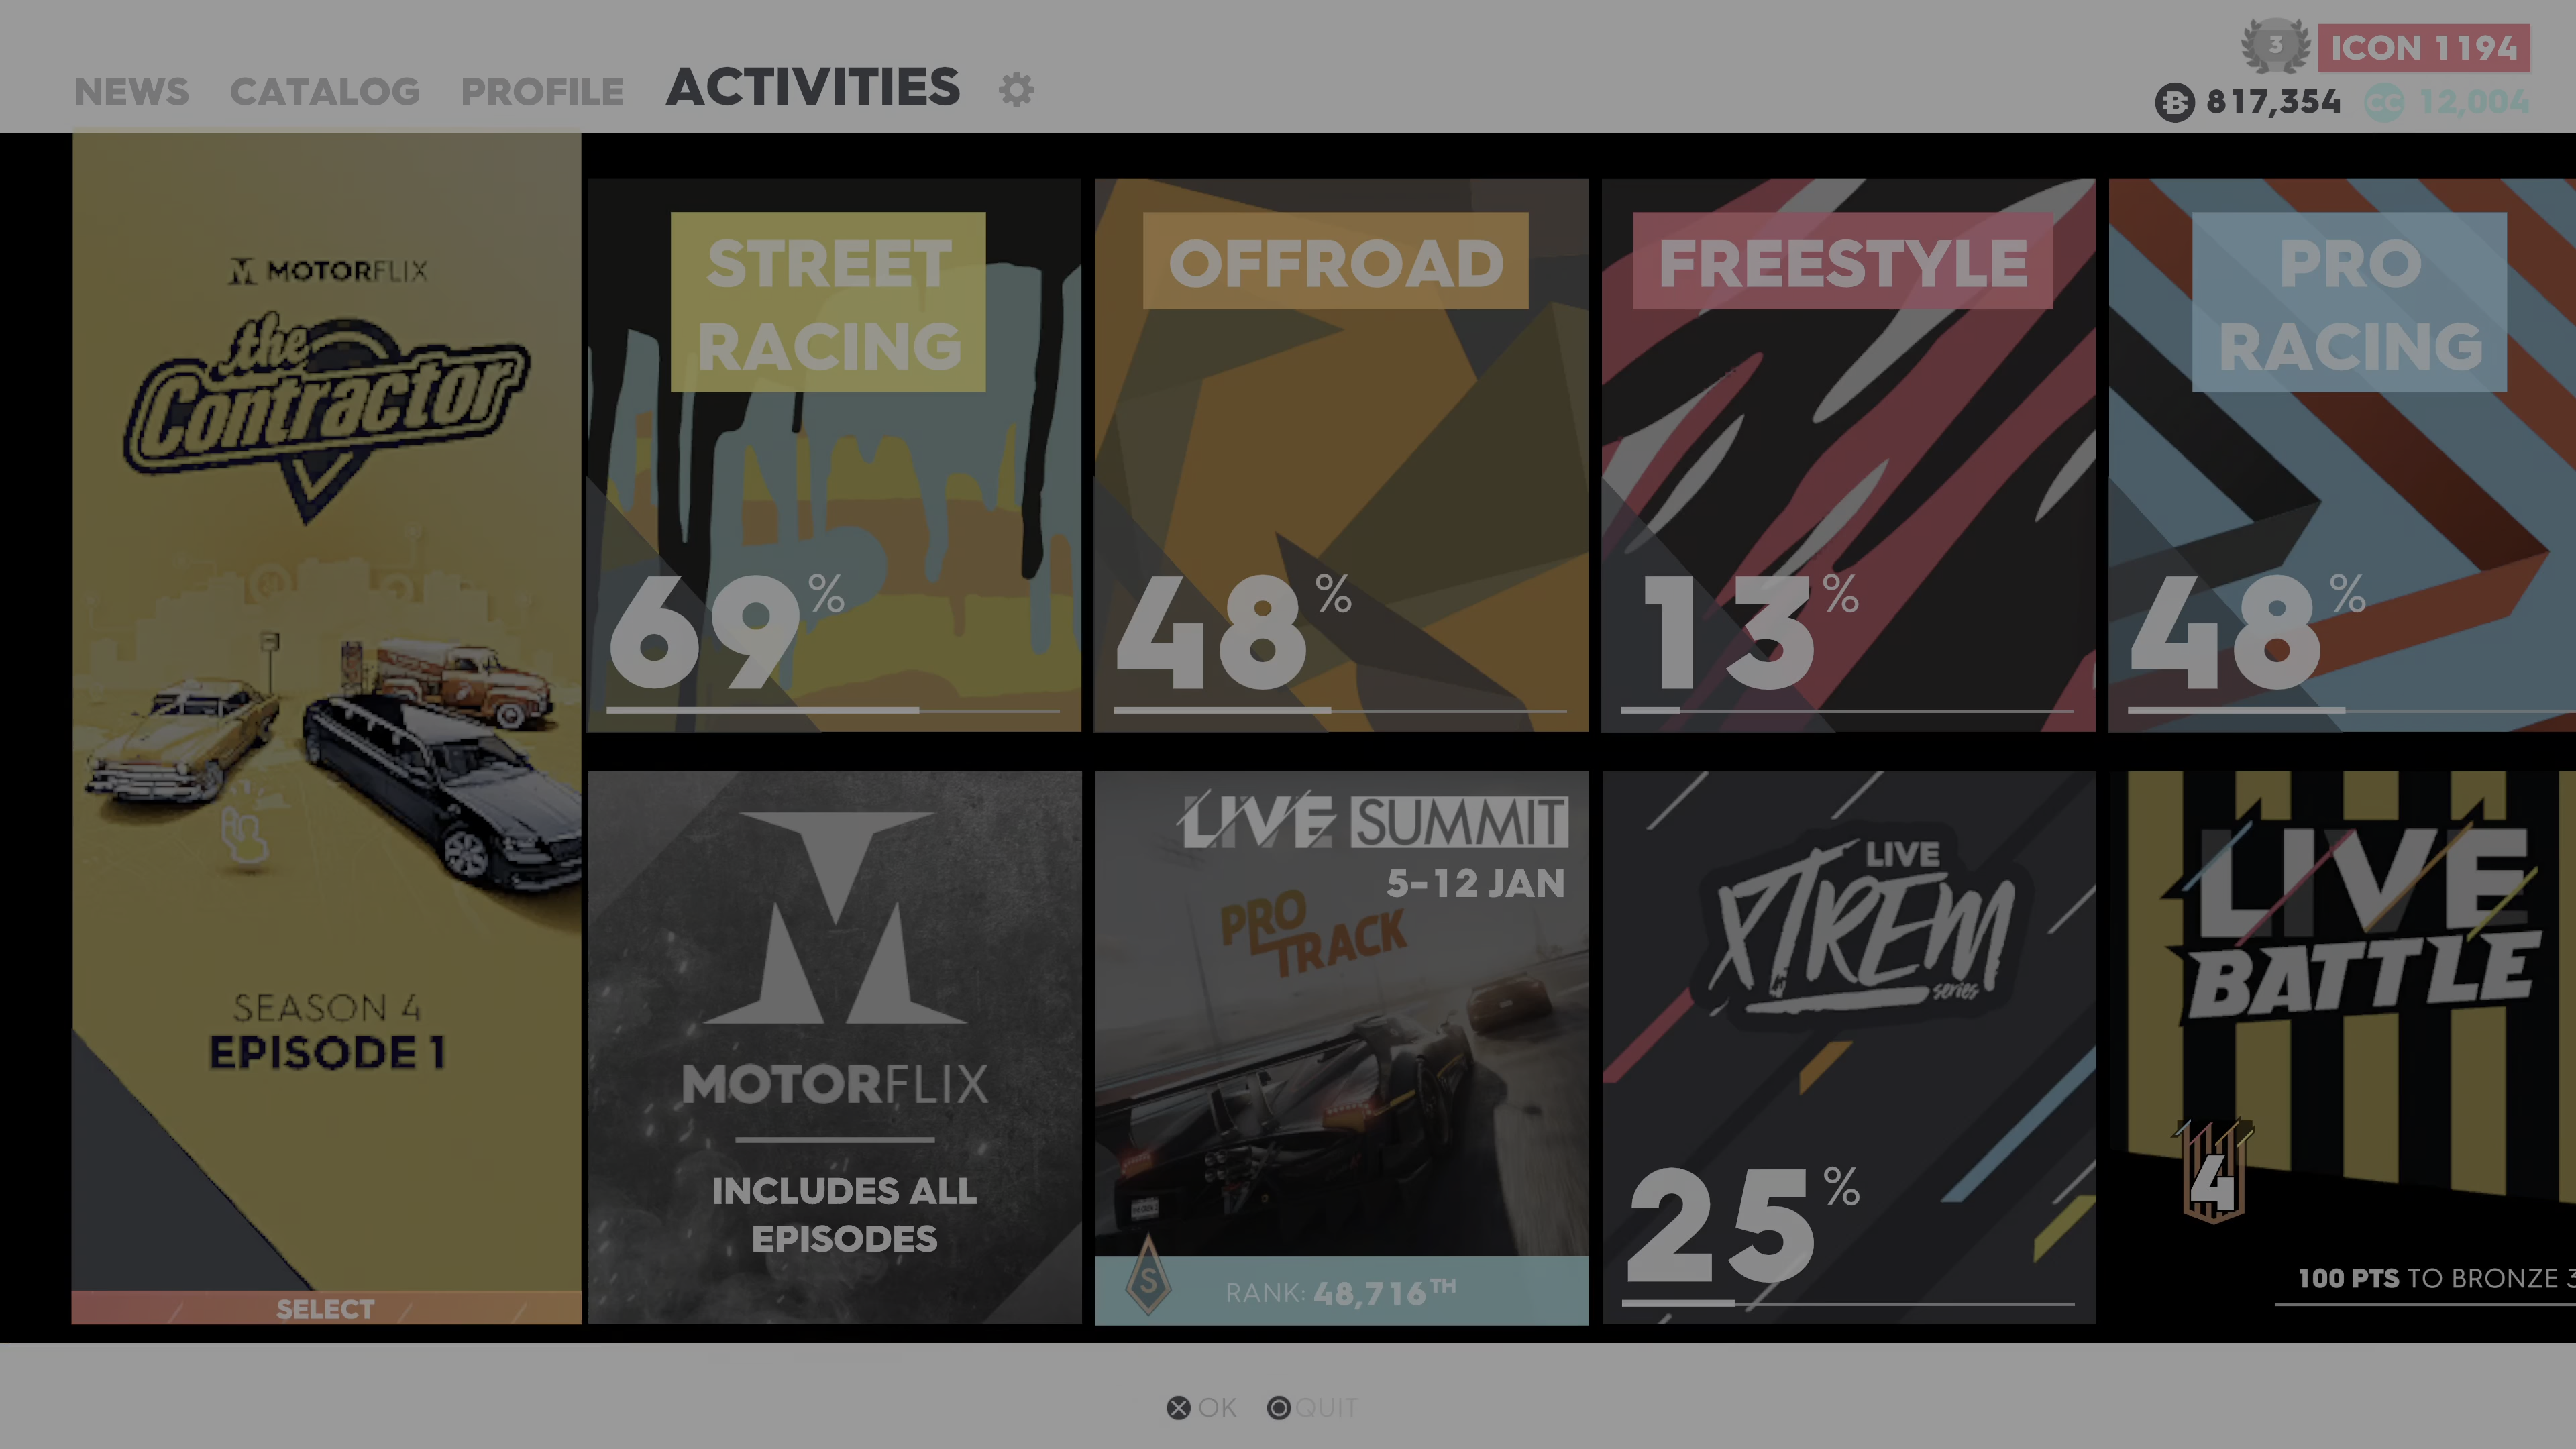 NEWS CATALOG PROFILE ACTIVITIES
3 ICON 1194
817,354 CC 12,004
MOTORFLIX
the
Contractor
SEASON 4
EPISODE 1
SELECT
STREET
RACING
69%
OFFROAD
48%
FREESTYLE
13%
PRO
RACING
48%
MOTORFLIX
INCLUDES ALL
EPISODES
LIVE SUMMIT
5-12 JAN
PRO
TRACK
S
RANK: 48,716TH
LIVE
XTREM
series
25%
LIVE
BATTLE
4
100 PTS TO BRONZE 3
OK QUIT